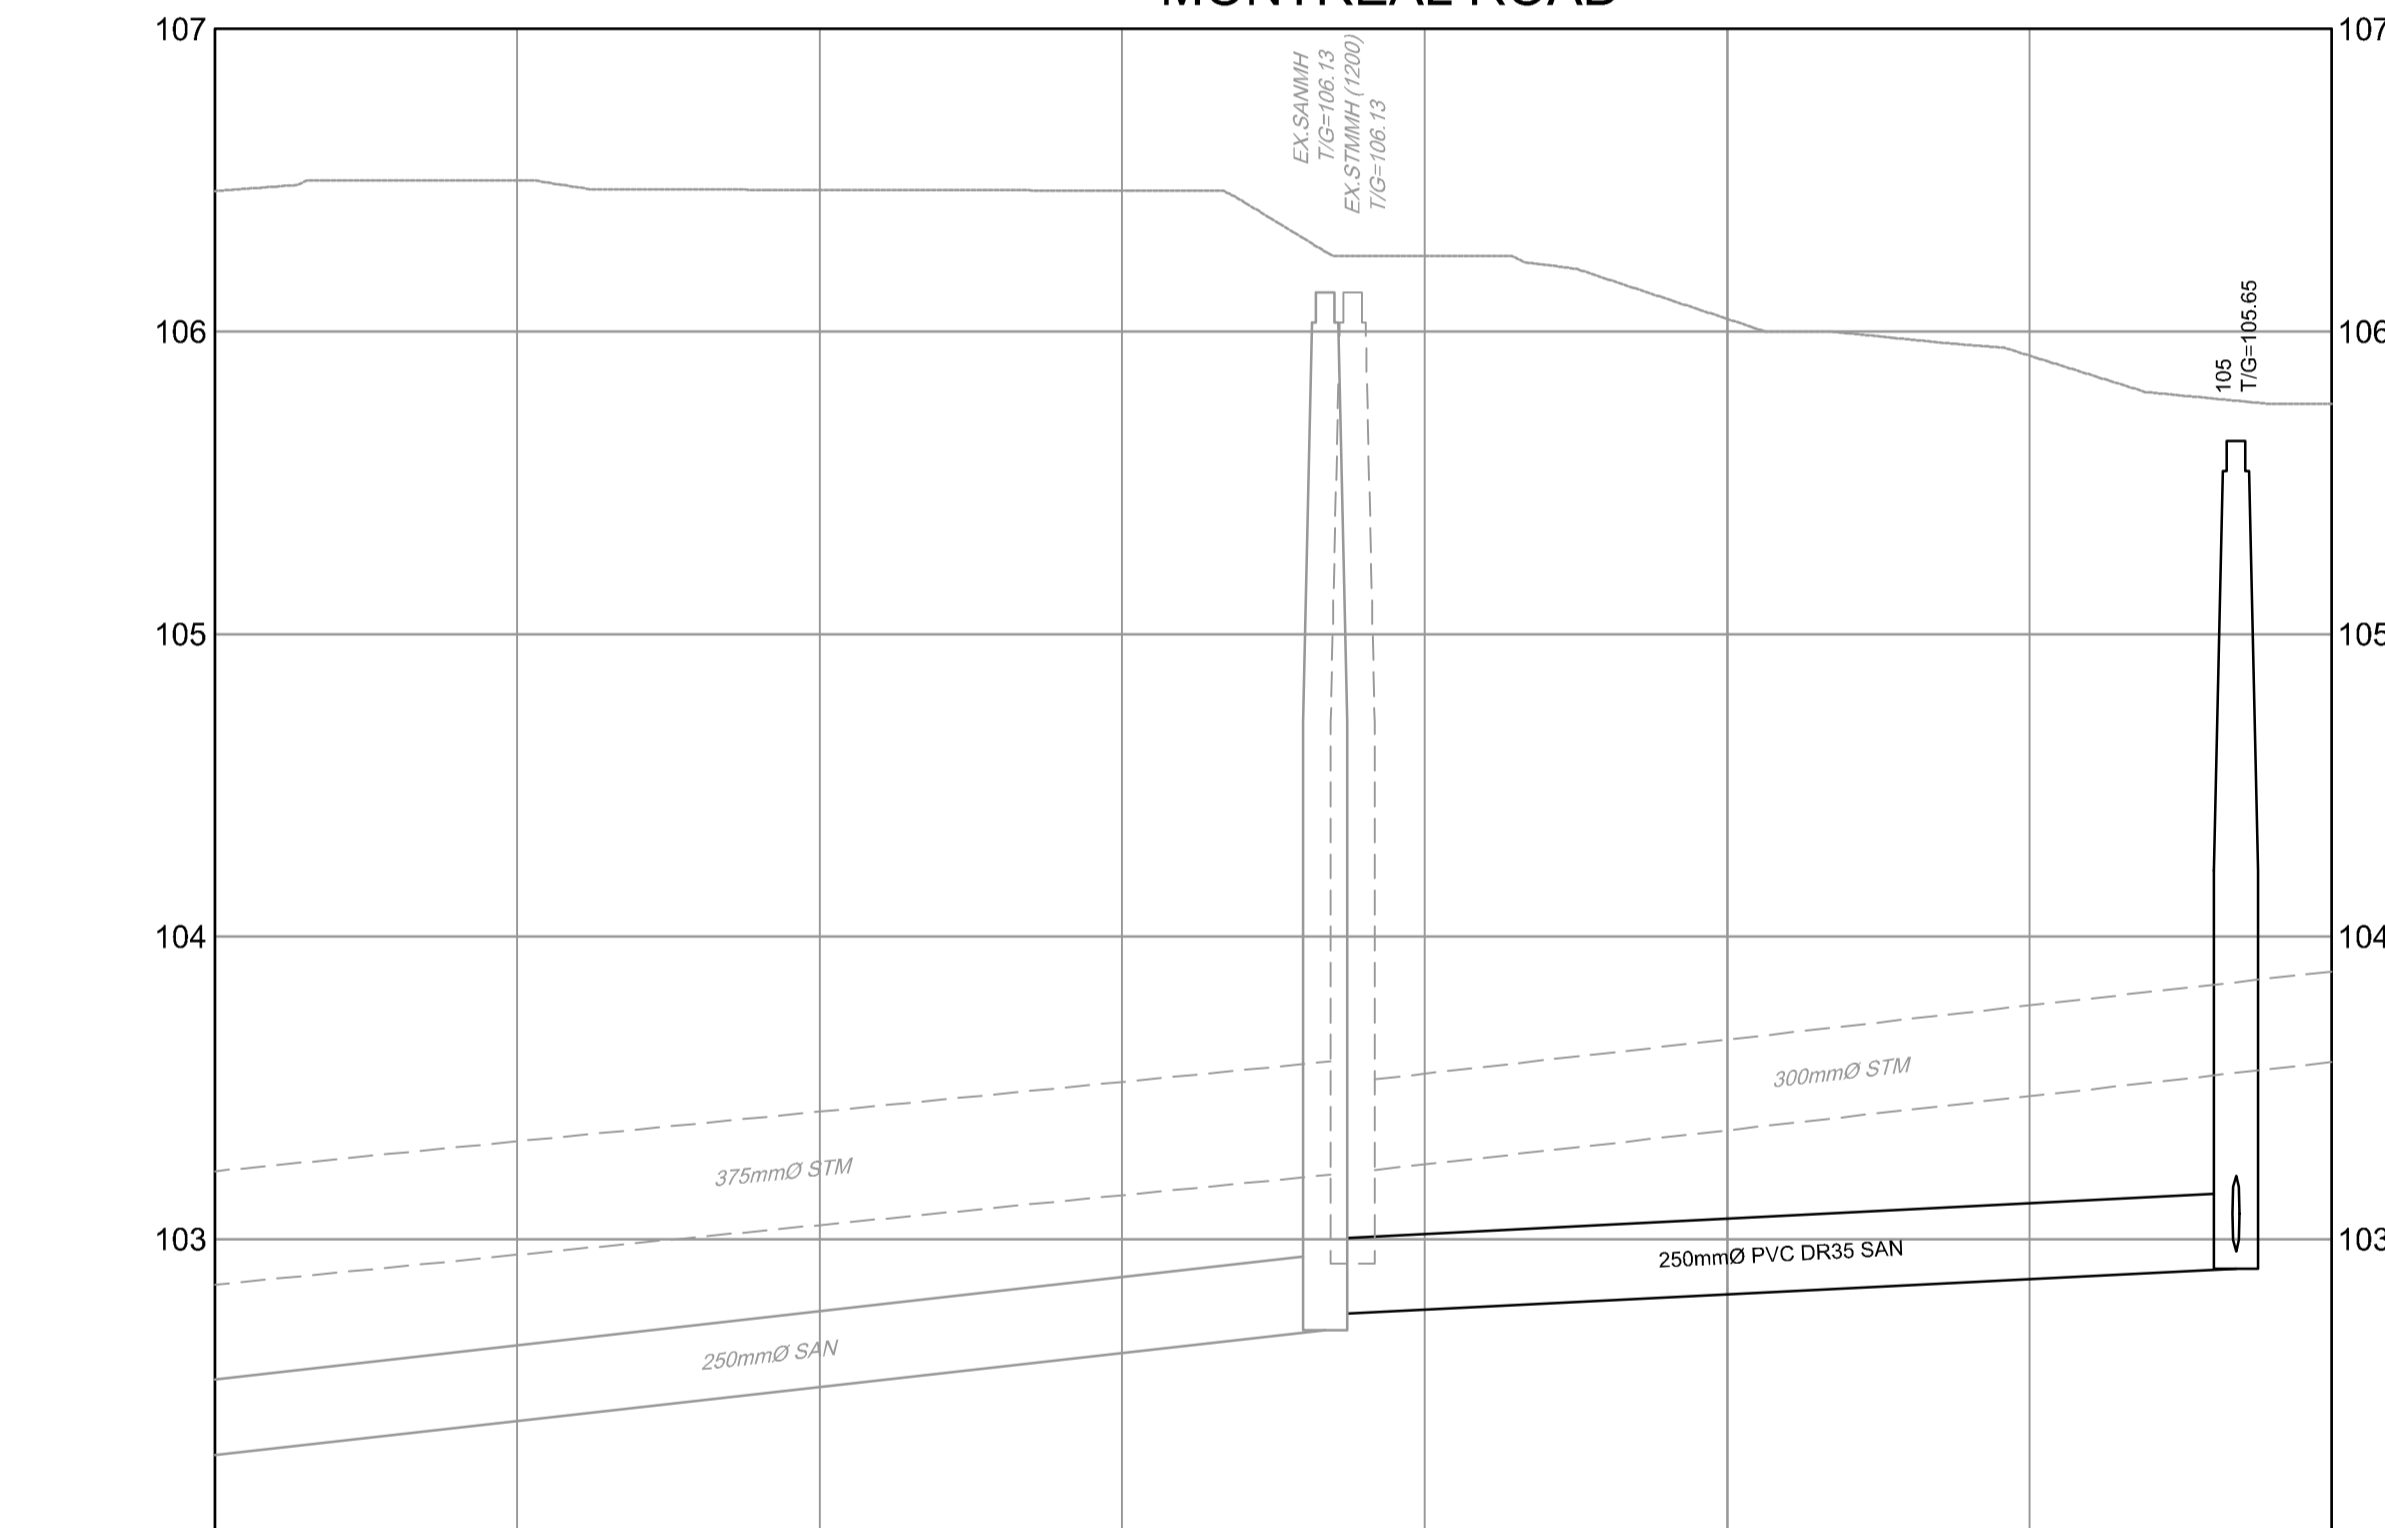 MONTREAL ROAD
107
107
EX.SANMH
T/G=106.13
EX.STMMH (1200)
T/G=106.13
106
106
105
T/G=105.65
105
105
104
104
300mmØ STM
375mmØ STM
103
103
250mmØ PVC DR35 SAN
250mmØ SAN